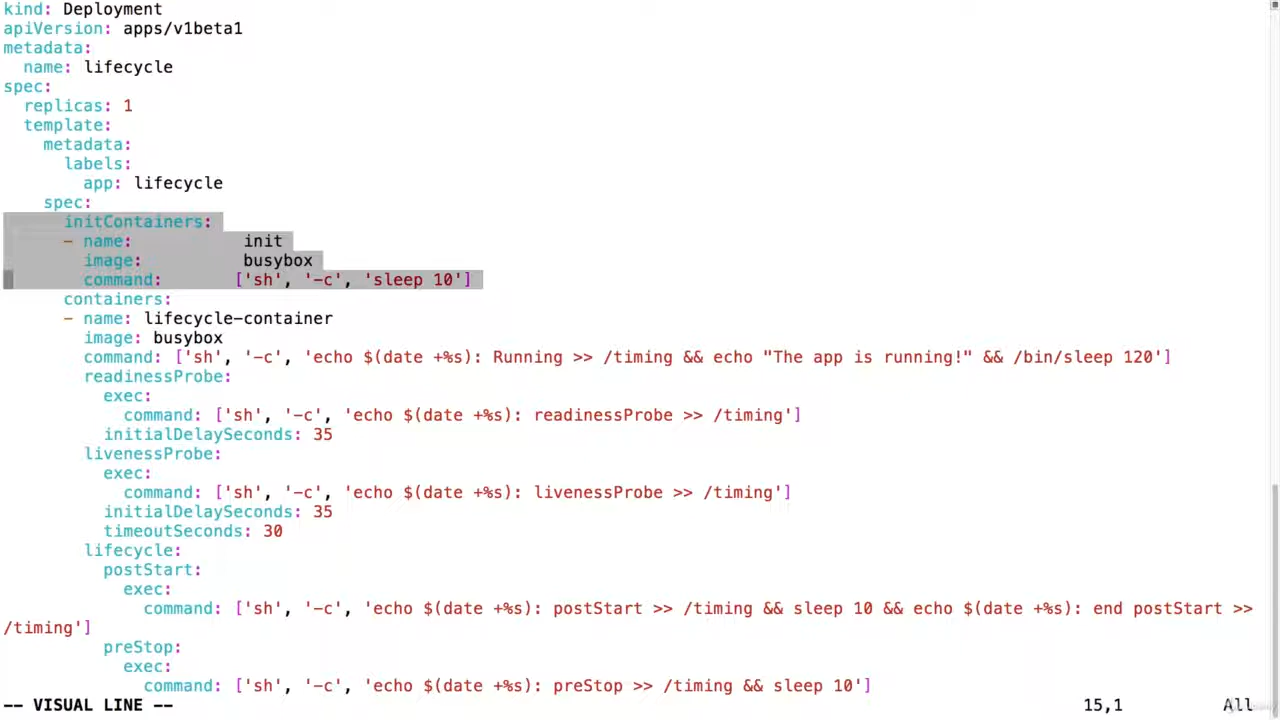 kind: Deployment
apiVersion: apps/v1beta1
metadata:
  name: lifecycle
spec:
  replicas: 1
  template:
    metadata:
      labels:
        app: lifecycle
    spec:
      initContainers:
      - name:           init
        image:          busybox
        command:       ['sh', '-c', 'sleep 10']
      containers:
      - name: lifecycle-container
        image: busybox
        command: ['sh', '-c', 'echo $(date +%s): Running >> /timing && echo "The app is running!" && /bin/sleep 120']
        readinessProbe:
          exec:
            command: ['sh', '-c', 'echo $(date +%s): readinessProbe >> /timing']
          initialDelaySeconds: 35
        livenessProbe:
          exec:
            command: ['sh', '-c', 'echo $(date +%s): livenessProbe >> /timing']
          initialDelaySeconds: 35
          timeoutSeconds: 30
        lifecycle:
          postStart:
            exec:
              command: ['sh', '-c', 'echo $(date +%s): postStart >> /timing && sleep 10 && echo $(date +%s): end postStart >>
/timing']
          preStop:
            exec:
              command: ['sh', '-c', 'echo $(date +%s): preStop >> /timing && sleep 10']
-- VISUAL LINE -- 15,1 All